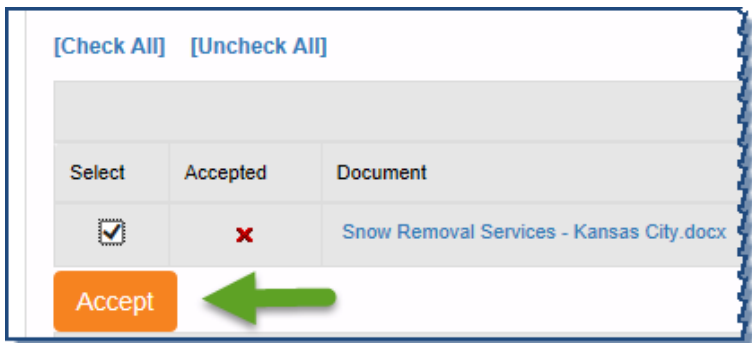 [Check All] [Uncheck All]
Select Accepted Document
Snow Removal Services - Kansas City.docx
Accept